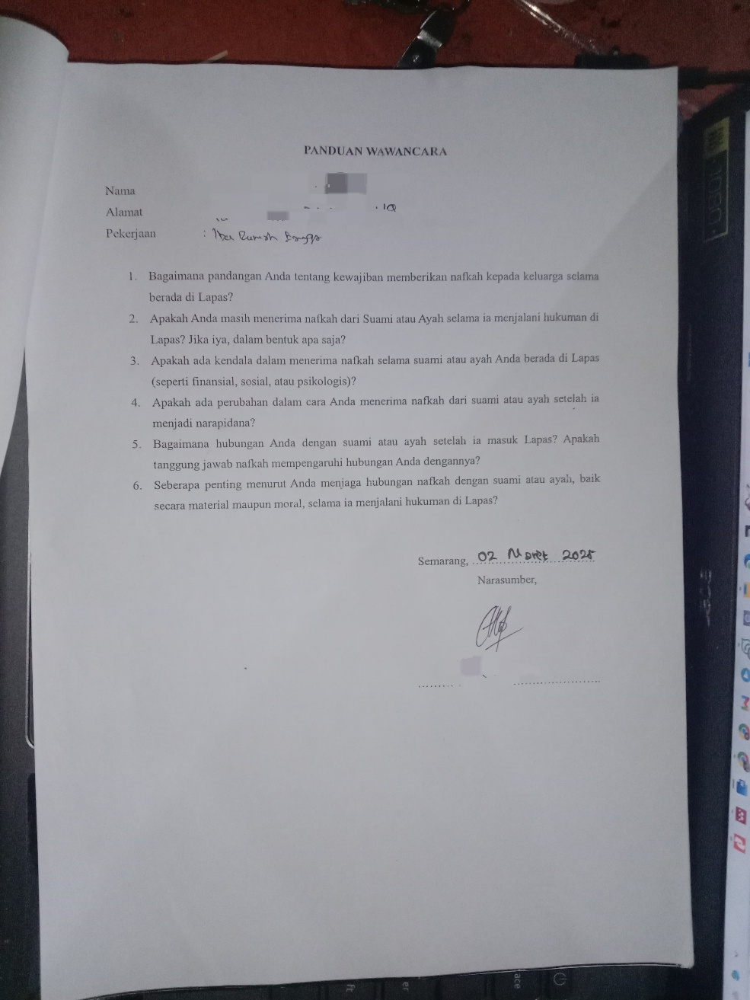 PANDUAN WAWANCARA
Nama
Alamat
Pekerjaan : Ibu Rumah Tangga
1. Bagaimana pandangan Anda tentang kewajiban memberikan nafkah kepada keluarga selama
berada di Lapas?
2. Apakah Anda masih menerima nafkah dari Suami atau Ayah selama ia menjalani hukuman di
Lapas? Jika iya, dalam bentuk apa saja?
3. Apakah ada kendala dalam menerima nafkah selama suami atau ayah Anda berada di Lapas
(seperti finansial, sosial, atau psikologis)?
4. Apakah ada perubahan dalam cara Anda menerima nafkah dari suami atau ayah setelah ia
menjadi narapidana?
5. Bagaimana hubungan Anda dengan suami atau ayah setelah ia masuk Lapas? Apakah
tanggung jawab nafkah mempengaruhi hubungan Anda dengannya?
6. Seberapa penting menurut Anda menjaga hubungan nafkah dengan suami atau ayah, baik
secara material maupun moral, selama ia menjalani hukuman di Lapas?
Semarang, 02 Maret 2025
Narasumber,